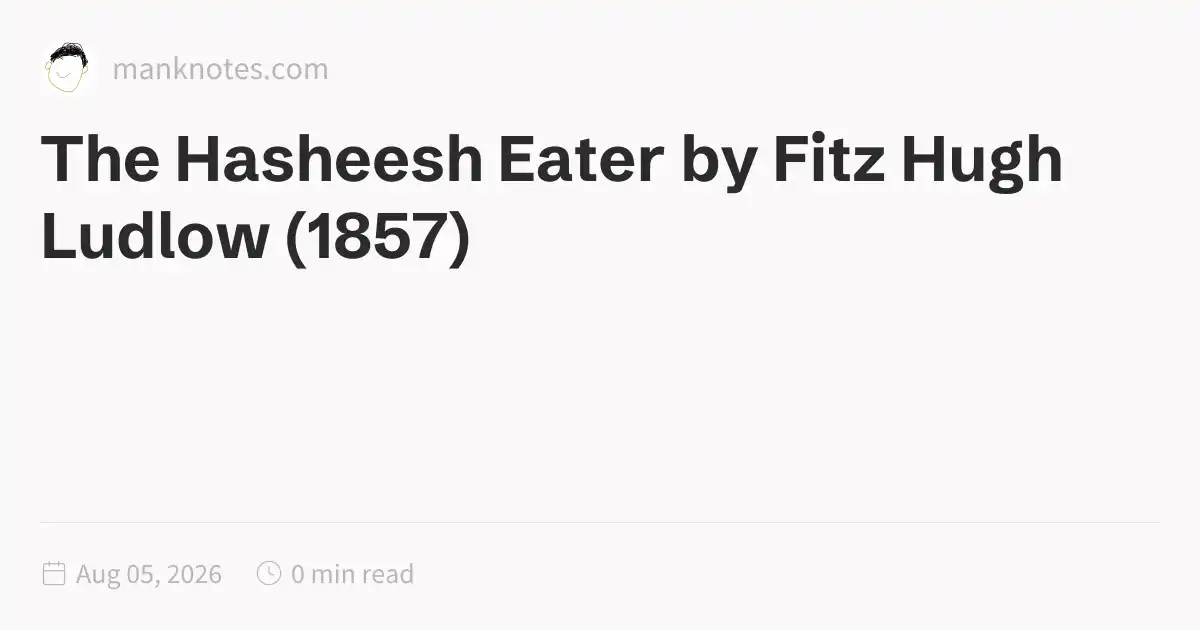 manknotes.com
The Hasheesh Eater by Fitz Hugh
Ludlow (1857)
Aug 05, 2026 0 min read